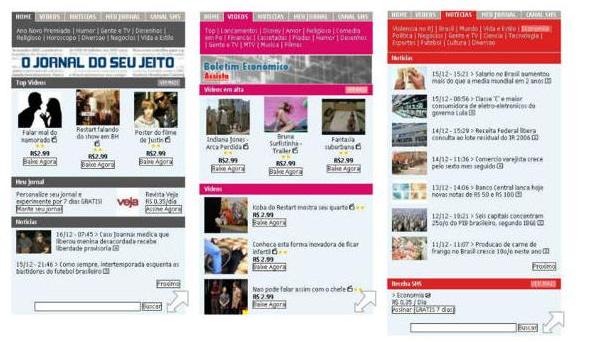 HOME VIDEOS NOTICIAS MEU JORNAL CANAL SMS
Ano Novo Premiado | Humor | Gente e TV | Desenhos |
Religioso | Horoscopo | Diversos | Negocios | Vida e Estilo
O JORNAL DO SEU JEITO
Top Videos VER MAIS
Falar mal do
namorado
R$2.99
Baixe Agora
Restart falando
do show em BH
R$2.99
Baixe Agora
Poster do filme
de Justin
R$2.99
Baixe Agora
Meu Jornal
Personalize seu jornal e
experimente por 7 dias GRATIS!
Monte seu jornal
veja
Revista Veja
R$ 0,35/dia
Assine Agora
Noticias
16/12 - 07:45 > Caso Joanna: medica que
liberou menina desacordada recebe
liberdade provisoria
15/12 - 21:46 > Como sempre, intertemporada esquenta os
bastidores do futebol brasileiro
Proximo
Buscar
HOME VIDEOS NOTICIAS MEU JORNAL CANAL SMS
Top | Lancamentos | Disney | Amor | Religioso | Comedia
em Pe | Financas | Cassetadas | Piadas | Humor | Desenhos
| Gente e TV | MTV | Musica | Filmes
Boletim Economico
Assista
Videos em alta VER MAIS
Indiana Jones -
Arca Perdida
R$2.99
Baixe Agora
Bruna
Surfistinha -
Trailer
R$2.99
Baixe Agora
Fantasia
suburbana
R$2.99
Baixe Agora
Videos
Koba do Restart mostra seu quarto
R$ 2.99
Baixe Agora
Conheca esta forma inovadora de ficar
infertil
R$ 2.99
Baixe Agora
Nao pode falar assim com o chefe
R$ 2.99
Baixe Agora
HOME VIDEOS NOTICIAS MEU JORNAL CANAL SMS
Violencia no RJ | Brasil | Mundo | Vida e Estilo | Economia |
Politica | Negocios | Gente e TV | Ciencia | Tecnologia |
Esportes | Futebol | Cultura | Diversao
Noticias
15/12 - 15:23 > Salario no Brasil aumentou
mais do que a media mundial em 2 anos
15/12 - 08:56 > Classe 'C' e maior
consumidora de eletro-eletronicos do
governo Lula
14/12 - 15:29 > Receita Federal libera
consulta ao lote residual do IR 2006
14/12 - 11:36 > Comercio varejista cresce
pelo sexto mes seguido
13/12 - 14:06 > Banco Central lanca hoje
novas notas de R$ 50 e R$ 100
12/12 - 10:21 > Seis capitais concentram
25% do PIB brasileiro, segundo IBGE
11/12 - 11:07 > Producao de carne de
frango no Brasil cresce 10% neste ano
Proximo
Receba SMS VER MAIS
> Economia
R$ 0,35 / Dia
Assinar (GRATIS 7 dias)
Buscar